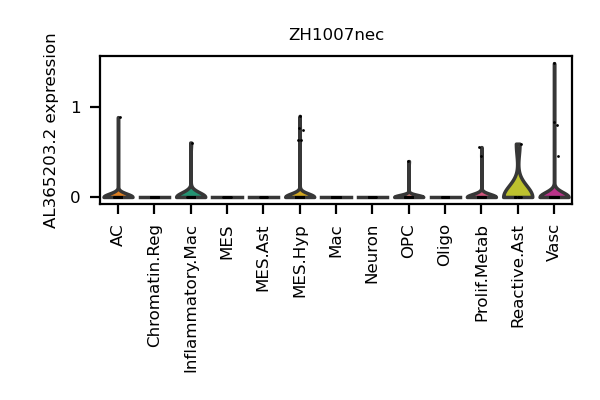 ZH1007nec
AL365203.2 expression
1
0
AC
Chromatin.Reg
Inflammatory.Mac
MES
MES.Ast
MES.Hyp
Mac
Neuron
OPC
Oligo
Prolif.Metab
Reactive.Ast
Vasc